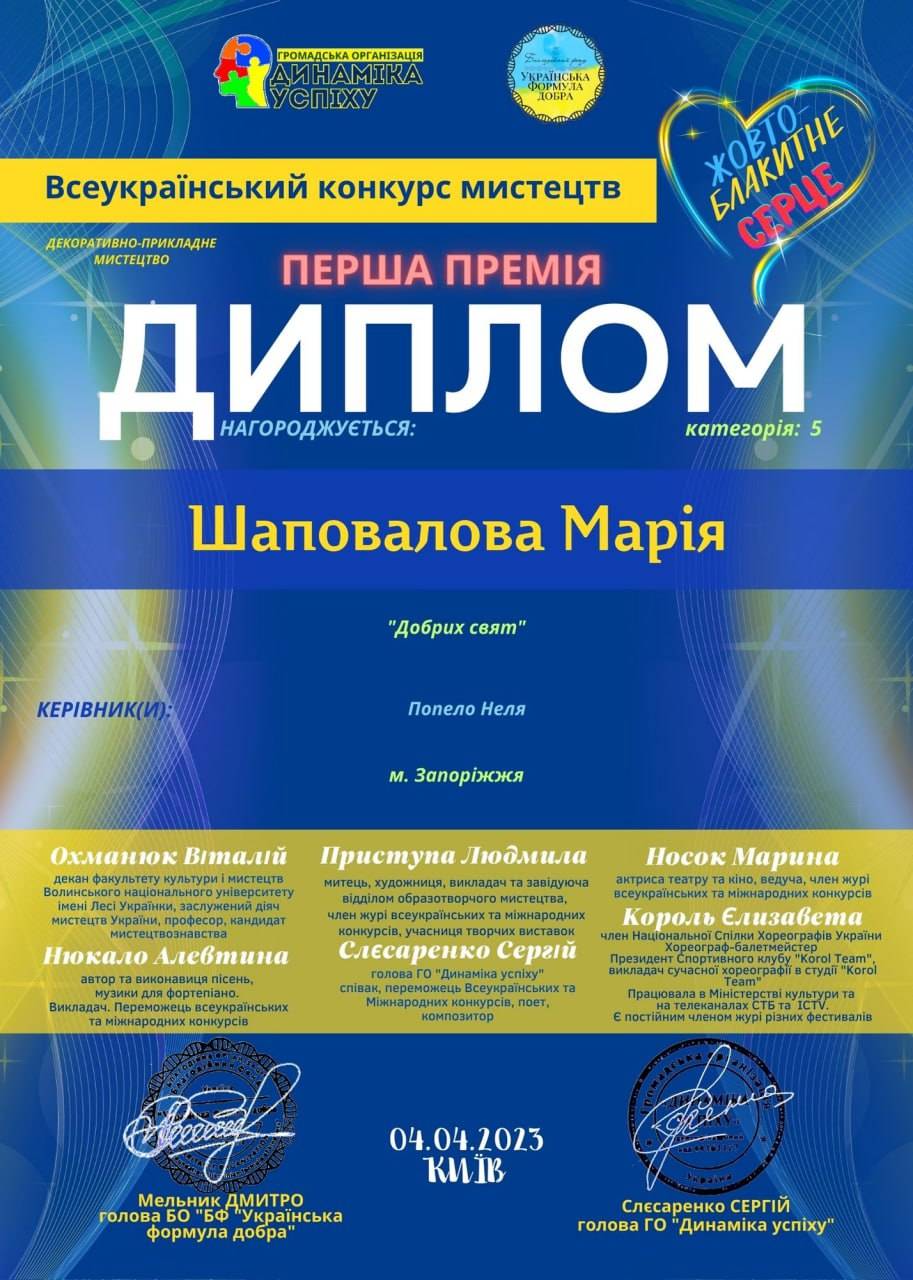 ГРОМАДСЬКА ОРГАНІЗАЦІЯ
ДИНАМІКА
УСПІХУ
Благодійний фонд
УКРАЇНСЬКА
ФОРМУЛА
ДОБРА
ЖОВТО-
БЛАКИТНЕ
СЕРЦЕ
Всеукраїнський конкурс мистецтв
ДЕКОРАТИВНО-ПРИКЛАДНЕ
МИСТЕЦТВО
ПЕРША ПРЕМІЯ
ДИПЛОМ
НАГОРОДЖУЄТЬСЯ:
категорія: 5
Шаповалова Марія
"Добрих свят"
КЕРІВНИК(И):
Попело Неля
м. Запоріжжя
Охманюк Віталій
декан факультету культури і мистецтв
Волинського національного університету
імені Лесі Українки, заслужений діяч
мистецтв України, професор, кандидат
мистецтвознавства
Нюкало Алевтина
автор та виконавиця пісень,
музики для фортепіано.
Викладач. Переможець всеукраїнських
та міжнародних конкурсів
Приступа Людмила
митець, художниця, викладач та завідуюча
відділом образотворчого мистецтва,
член журі всеукраїнських та міжнародних
конкурсів, учасниця творчих виставок
Слєсаренко Сергій
голова ГО "Динаміка успіху"
співак, переможець Всеукраїнських та
Міжнародних конкурсів, поет,
композитор
Носок Марина
актриса театру та кіно, ведуча, член журі
всеукраїнських та міжнародних конкурсів
Король Єлизавета
член Національної Спілки Хореографів України
Хореограф-балетмейстер
Президент Спортивного клубу "Korol Team",
викладач сучасної хореографії в студії "Korol
Team"
Працювала в Міністерстві культури та
на телеканалах СТБ та ICTV.
Є постійним членом журі різних фестивалів
04.04.2023
КИЇВ
Мельник ДМИТРО
голова БО "БФ "Українська
формула добра"
Громадська організація
"ДИНАМІКА
УСПІХУ"
Україна
Слєсаренко СЕРГІЙ
голова ГО "Динаміка успіху"